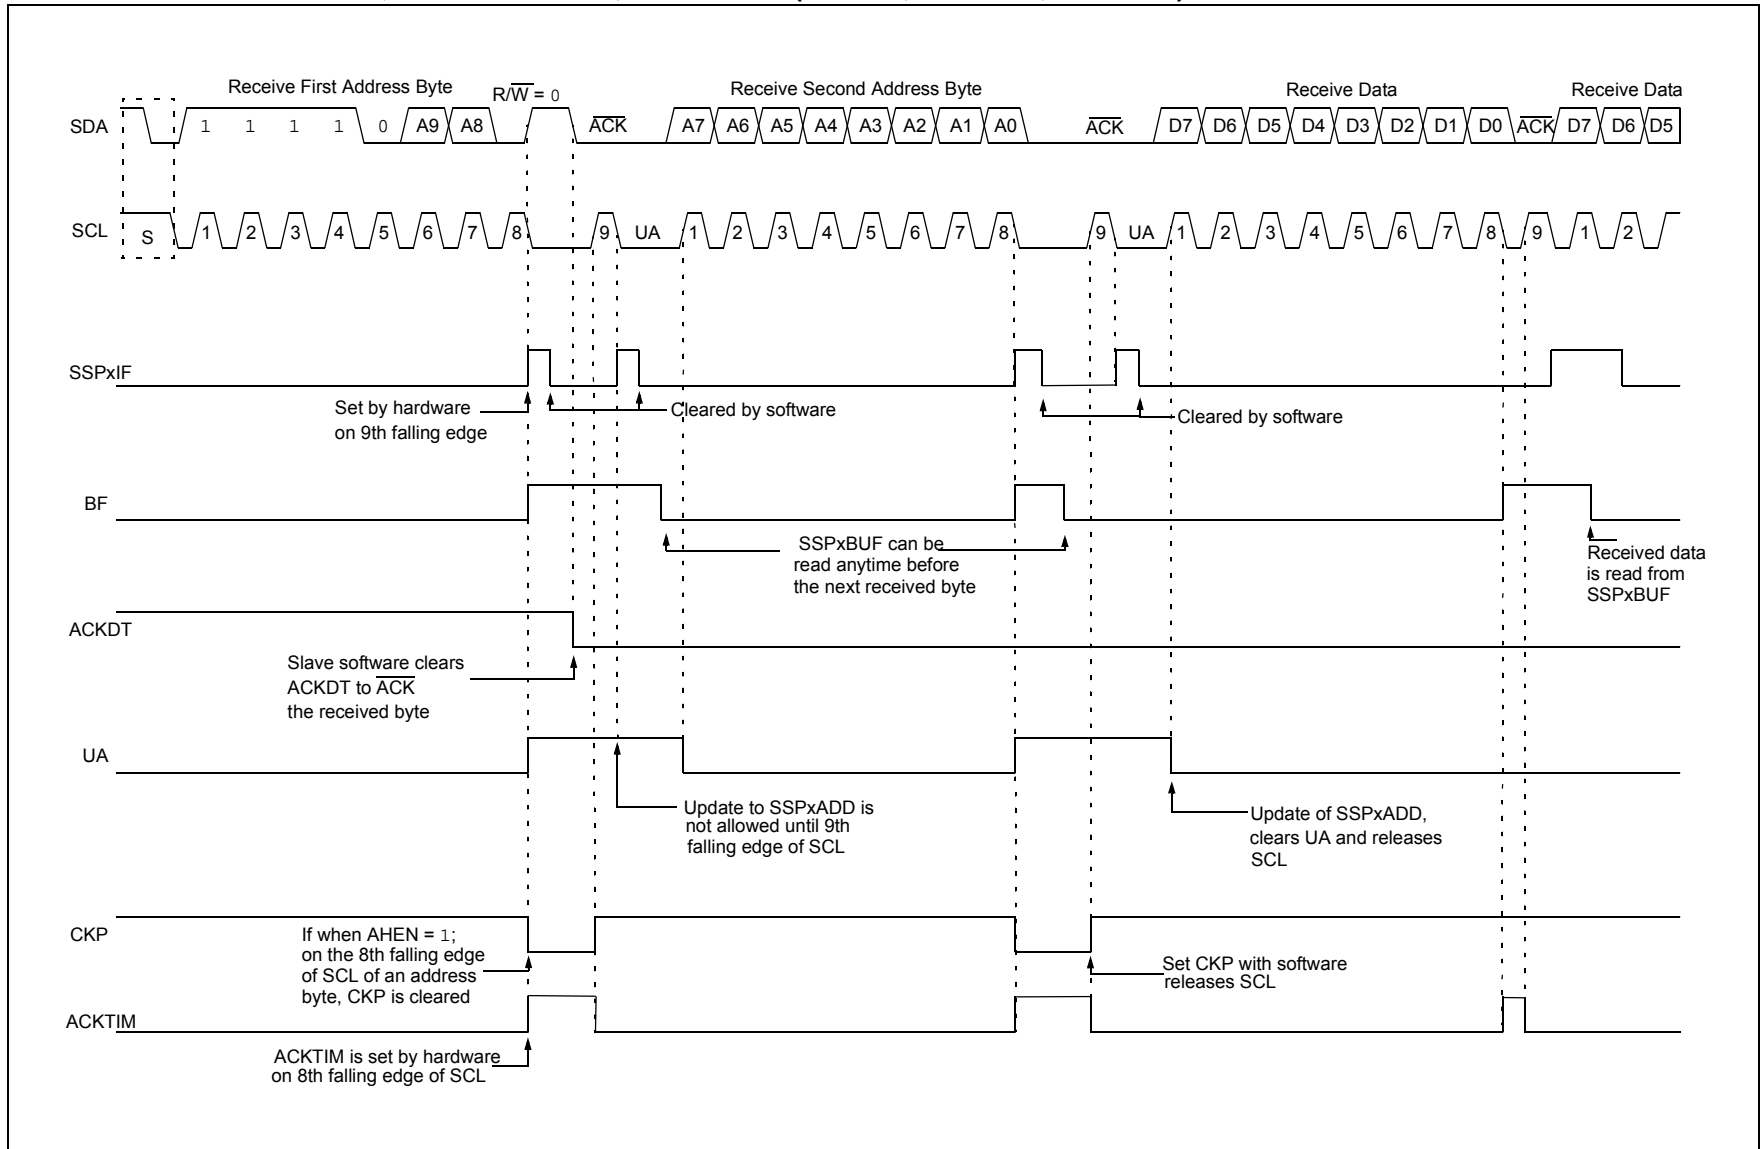 Receive First Address Byte
R/W = 0
Receive Second Address Byte
Receive Data
Receive Data
SDA
1 1 1 1 0 A9 A8
ACK
A7 A6 A5 A4 A3 A2 A1 A0
ACK
D7 D6 D5 D4 D3 D2 D1 D0
ACK
D7 D6 D5
SCL
S
1 2 3 4 5 6 7 8 9 UA 1 2 3 4 5 6 7 8 9 UA 1 2 3 4 5 6 7 8 9 1 2
SSPxIF
Set by hardware
on 9th falling edge
Cleared by software
Cleared by software
BF
SSPxBUF can be
read anytime before
the next received byte
Received data
is read from
SSPxBUF
ACKDT
Slave software clears
ACKDT to ACK
the received byte
UA
Update to SSPxADD is
not allowed until 9th
falling edge of SCL
Update of SSPxADD,
clears UA and releases
SCL
CKP
If when AHEN = 1;
on the 8th falling edge
of SCL of an address
byte, CKP is cleared
Set CKP with software
releases SCL
ACKTIM
ACKTIM is set by hardware
on 8th falling edge of SCL